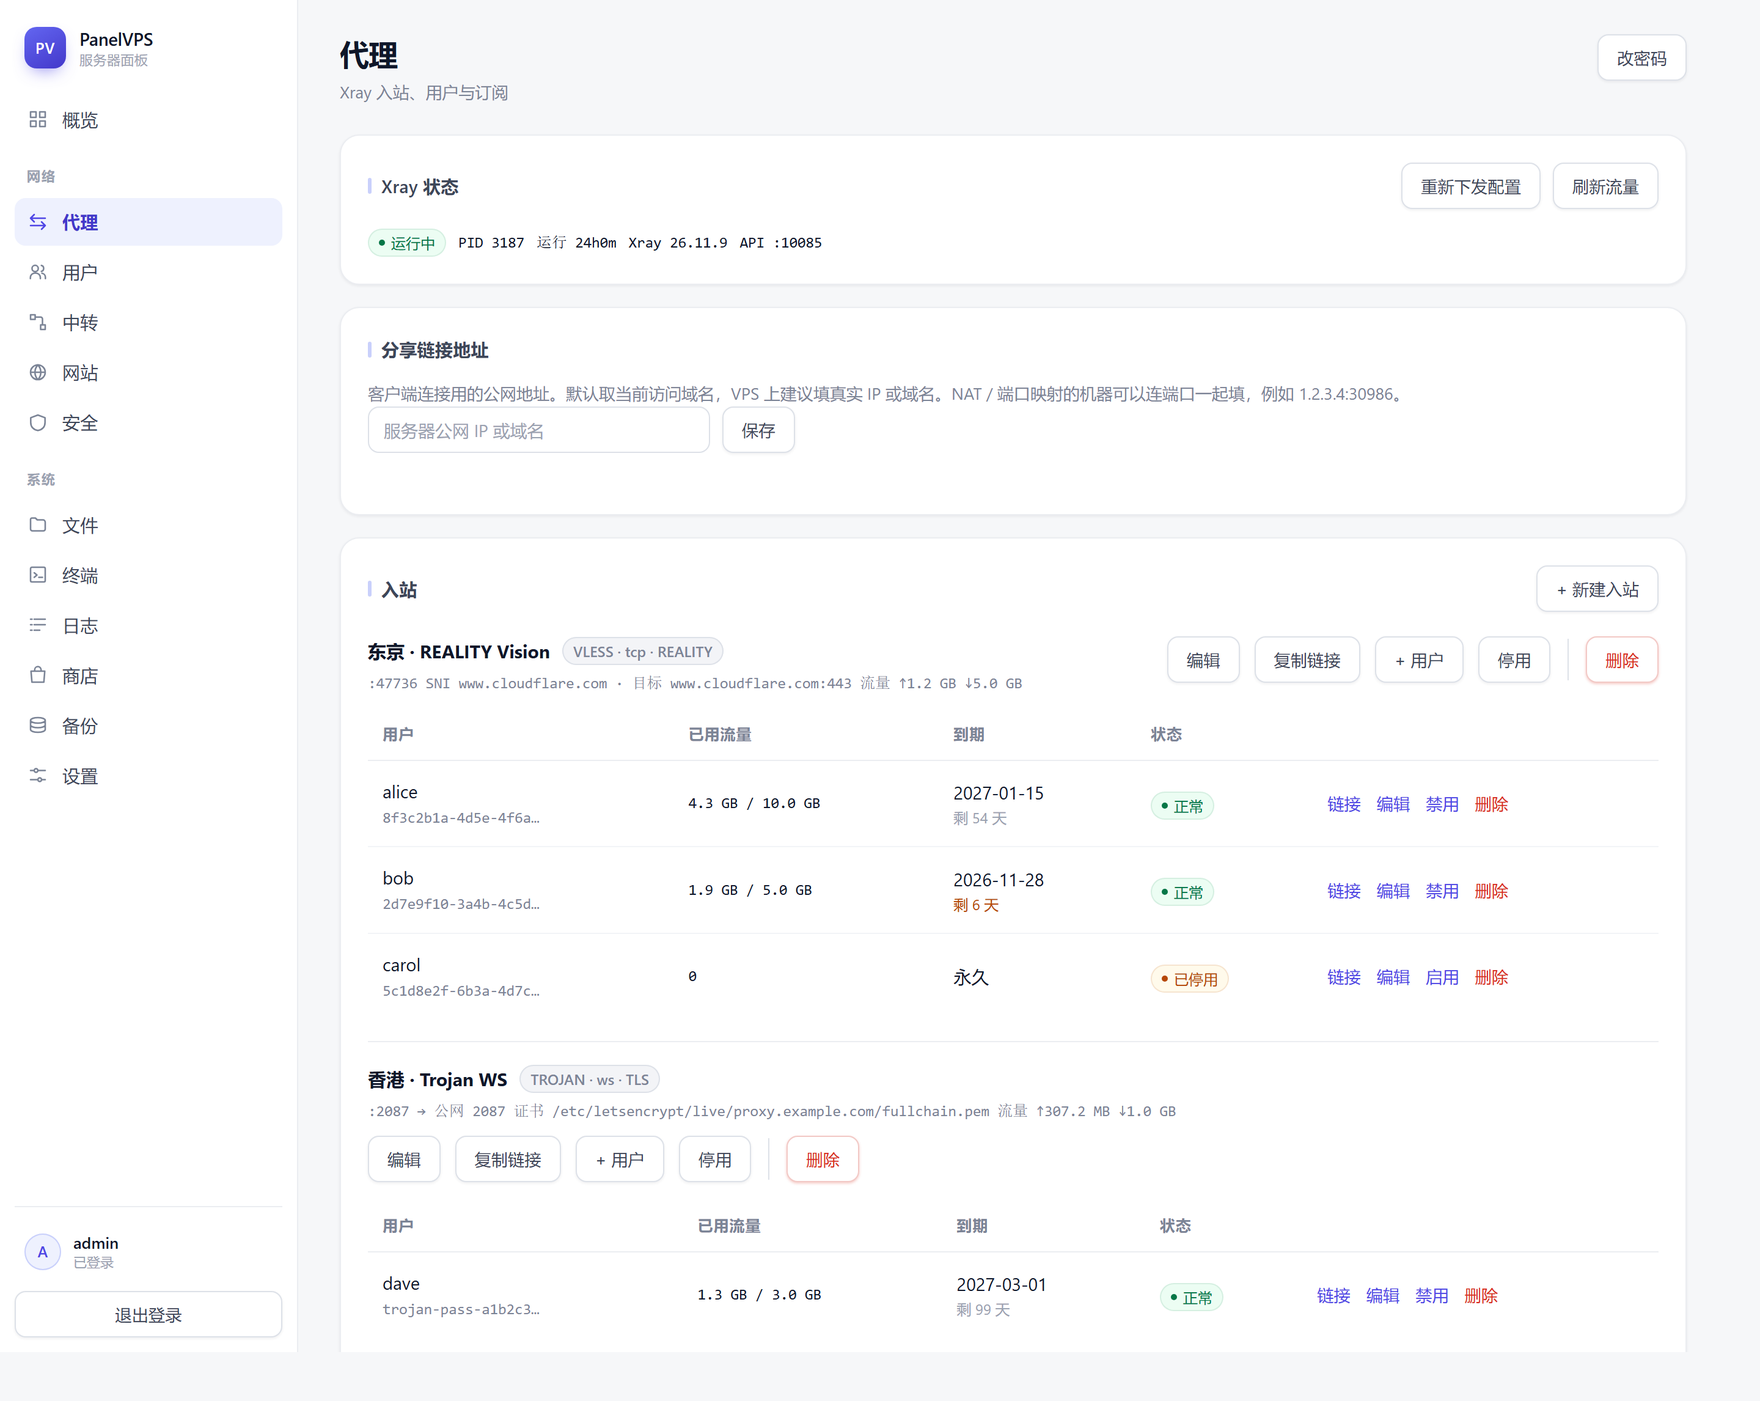 PV
PanelVPS
服务器面板
概览
网络
代理
用户
中转
网站
安全
系统
文件
终端
日志
商店
备份
设置
A
admin
已登录
退出登录
代理
Xray 入站、用户与订阅
改密码
Xray 状态
重新下发配置 刷新流量
运行中 PID 3187 运行 24h0m Xray 26.11.9 API :10085
分享链接地址
客户端连接用的公网地址。默认取当前访问域名，VPS 上建议填真实 IP 或域名。NAT / 端口映射的机器可以连端口一起填，例如 1.2.3.4:30986。
服务器公网 IP 或域名 保存
入站
+ 新建入站
东京 · REALITY Vision VLESS · tcp · REALITY
:47736 SNI www.cloudflare.com · 目标 www.cloudflare.com:443 流量 ↑1.2 GB ↓5.0 GB
编辑 复制链接 + 用户 停用 删除
用户 已用流量 到期 状态
alice
8f3c2b1a-4d5e-4f6a…
4.3 GB / 10.0 GB
2027-01-15
剩 54 天
正常
链接 编辑 禁用 删除
bob
2d7e9f10-3a4b-4c5d…
1.9 GB / 5.0 GB
2026-11-28
剩 6 天
正常
链接 编辑 禁用 删除
carol
5c1d8e2f-6b3a-4d7c…
0
永久
已停用
链接 编辑 启用 删除
香港 · Trojan WS TROJAN · ws · TLS
:2087 → 公网 2087 证书 /etc/letsencrypt/live/proxy.example.com/fullchain.pem 流量 ↑307.2 MB ↓1.0 GB
编辑 复制链接 + 用户 停用 删除
用户 已用流量 到期 状态
dave
trojan-pass-a1b2c3…
1.3 GB / 3.0 GB
2027-03-01
剩 99 天
正常
链接 编辑 禁用 删除